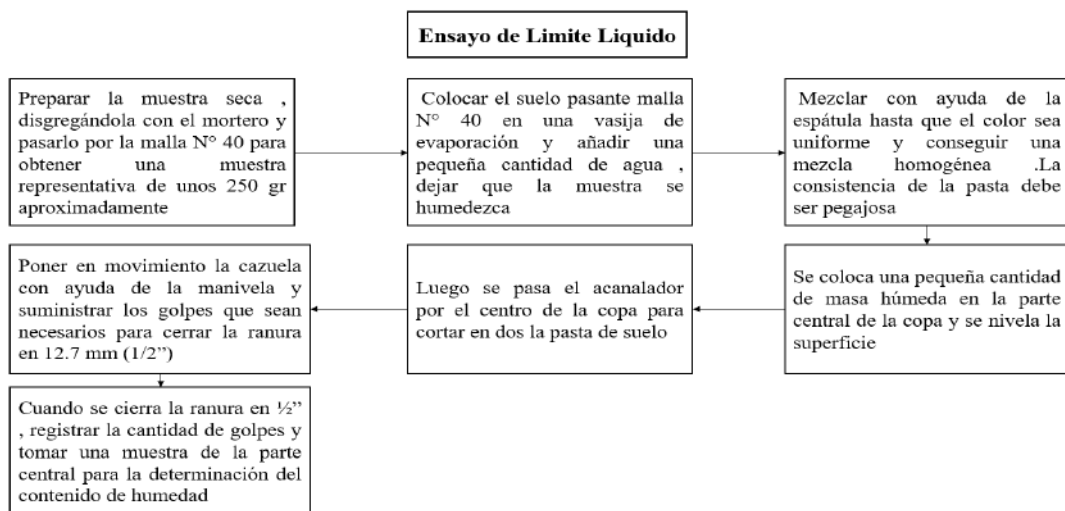 Ensayo de Limite Liquido
Preparar la muestra seca ,
disgregándola con el mortero y
pasarlo por la malla N° 40 para
obtener una muestra
representativa de unos 250 gr
aproximadamente
Colocar el suelo pasante malla
N° 40 en una vasija de
evaporación y añadir una
pequeña cantidad de agua ,
dejar que la muestra se
humedezca
Mezclar con ayuda de la
espátula hasta que el color sea
uniforme y conseguir una
mezcla homogénea .La
consistencia de la pasta debe
ser pegajosa
Se coloca una pequeña cantidad
de masa húmeda en la parte
central de la copa y se nivela la
superficie
Luego se pasa el acanalador
por el centro de la copa para
cortar en dos la pasta de suelo
Poner en movimiento la cazuela
con ayuda de la manivela y
suministrar los golpes que sean
necesarios para cerrar la ranura
en 12.7 mm (1/2”)
Cuando se cierra la ranura en ½”
, registrar la cantidad de golpes y
tomar una muestra de la parte
central para la determinación del
contenido de humedad